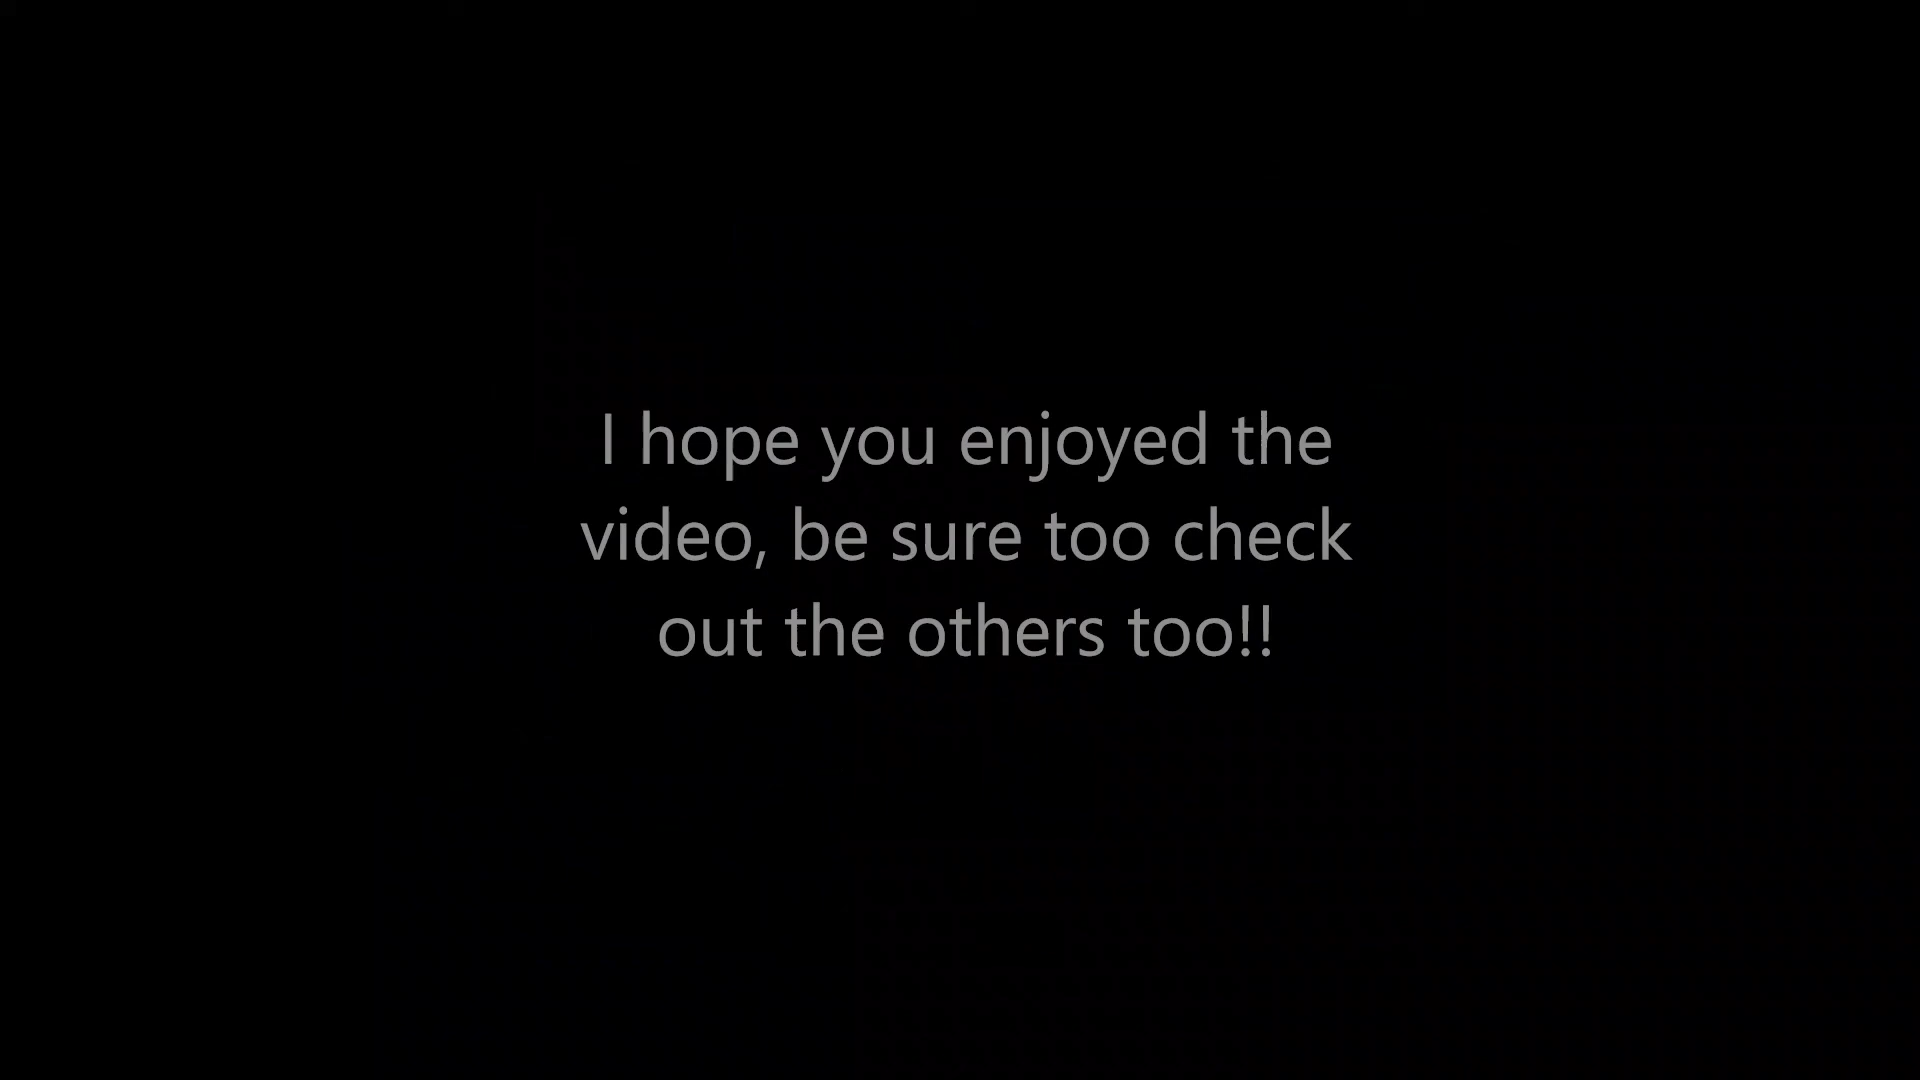 I hope you enjoyed the
video, be sure too check
out the others too!!